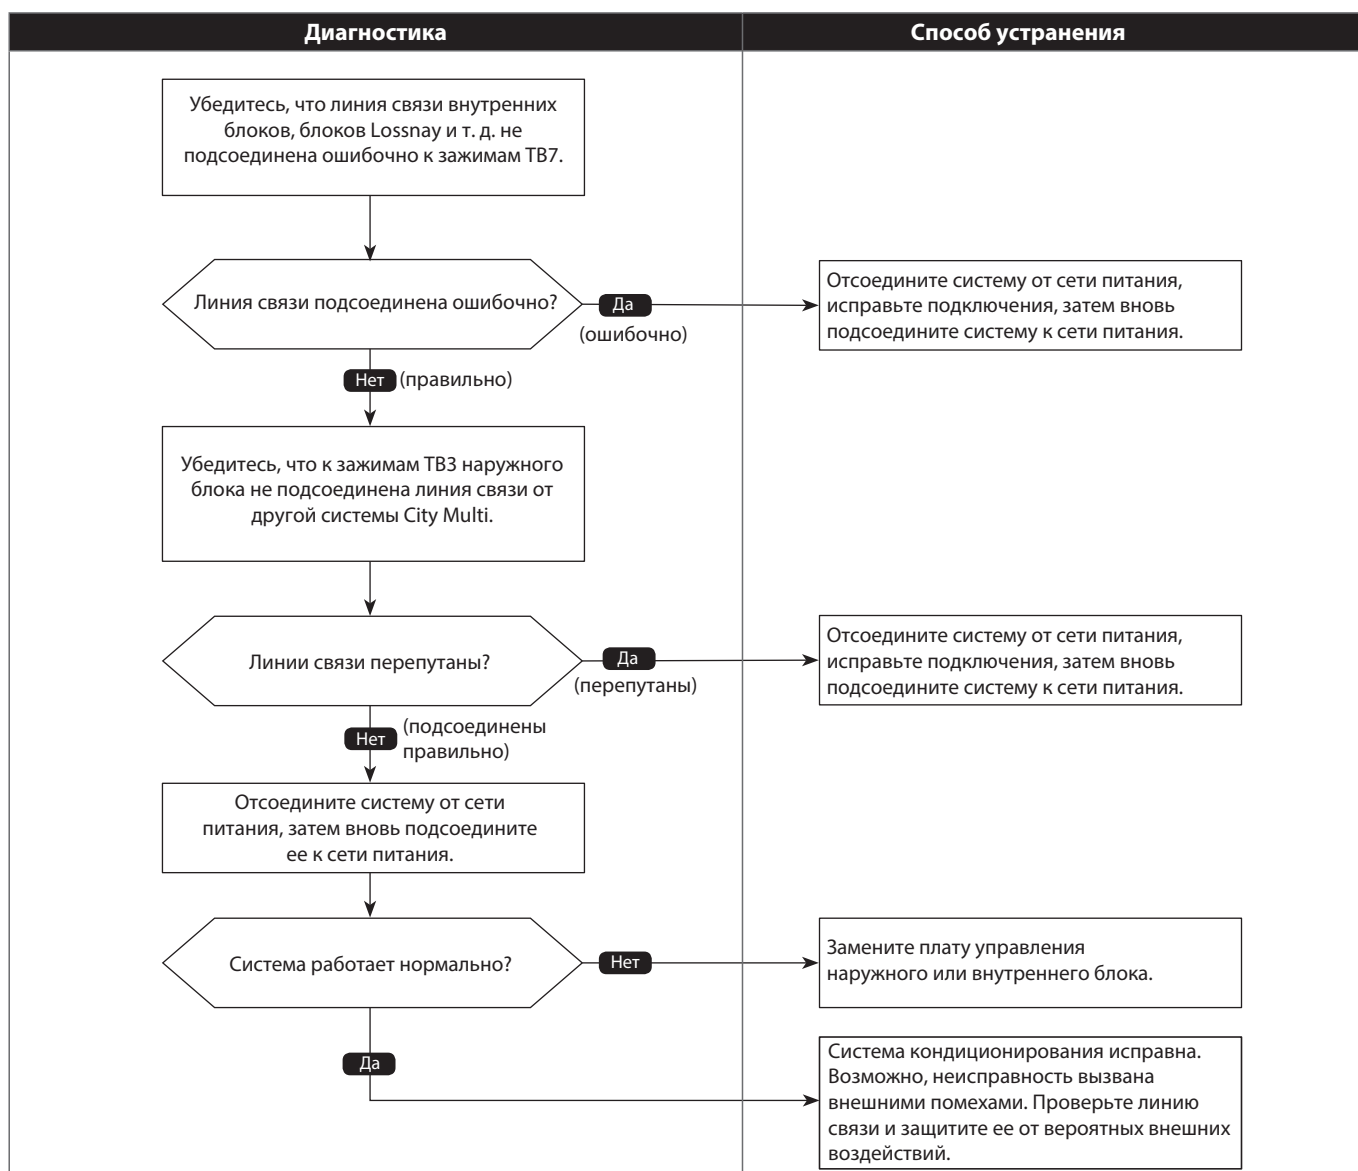 Диагностика
Способ устранения
Убедитесь, что линия связи внутренних
блоков, блоков Lossnay и т. д. не
подсоединена ошибочно к зажимам TB7.
Линия связи подсоединена ошибочно?
Да
(ошибочно)
Отсоедините систему от сети питания,
исправьте подключения, затем вновь
подсоедините систему к сети питания.
Нет (правильно)
Убедитесь, что к зажимам TB3 наружного
блока не подсоединена линия связи от
другой системы City Multi.
Линии связи перепутаны?
Да
(перепутаны)
Отсоедините систему от сети питания,
исправьте подключения, затем вновь
подсоедините систему к сети питания.
Нет
(подсоединены
правильно)
Отсоедините систему от сети
питания, затем вновь подсоедините
ее к сети питания.
Система работает нормально?
Нет
Замените плату управления
наружного или внутреннего блока.
Да
Система кондиционирования исправна.
Возможно, неисправность вызвана
внешними помехами. Проверьте линию
связи и защитите ее от вероятных внешних
воздействий.